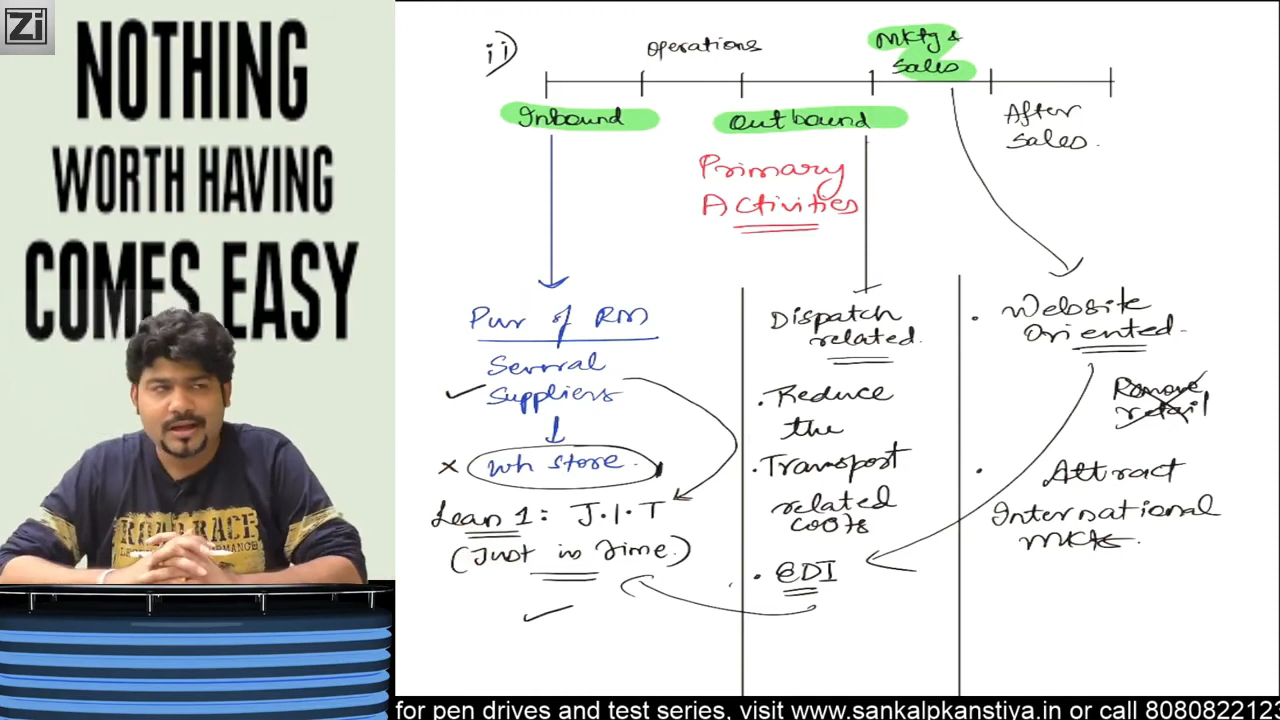 Zi
NOTHING
WORTH HAVING
COMES EASY
ii)
Operations
Mktg &
Sales
Inbound
Outbound
After
Sales.
Primary
Activities
Pur of RM
Several
Suppliers
Wh store.
Lean 1: J.I.T
(Just in Time.)
Dispatch
related.
• Reduce
the
• Transport
related
costs
• EDI
• Website
Oriented.
Remove
retail
• Attract
International
Mkts.
ROAD RACE
for pen drives and test series, visit www.sankalpkanstiya.in or call 8080822123